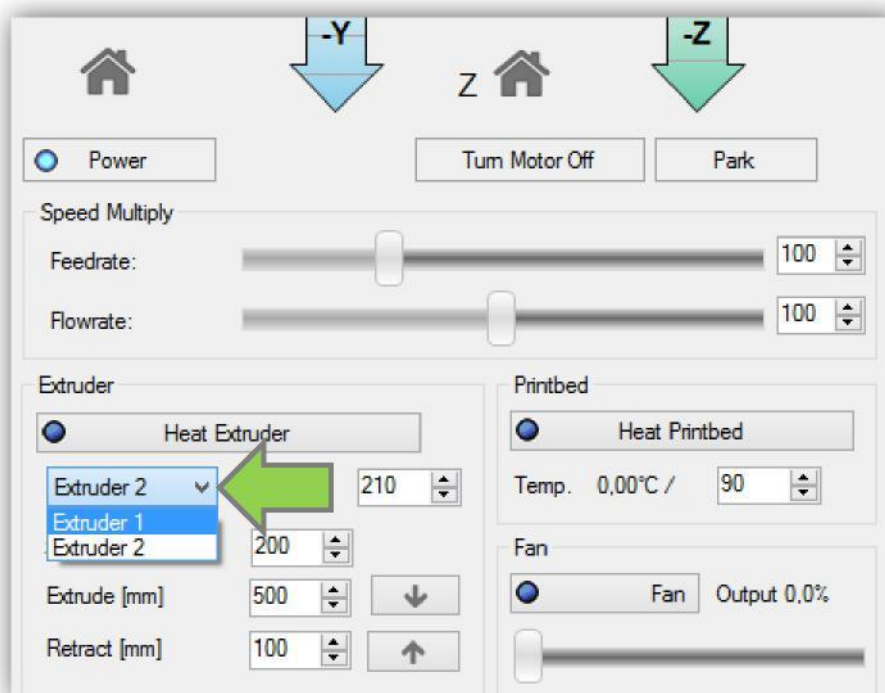 -Y
-Z
Z
Power
Turn Motor Off
Park
Speed Multiply
Feedrate:
100
Flowrate:
100
Extruder
Heat Extruder
Extruder 2
210
Extruder 1
Extruder 2
200
Extrude [mm]
500
Retract [mm]
100
Printbed
Heat Printbed
Temp. 0,00°C /
90
Fan
Fan
Output 0,0%